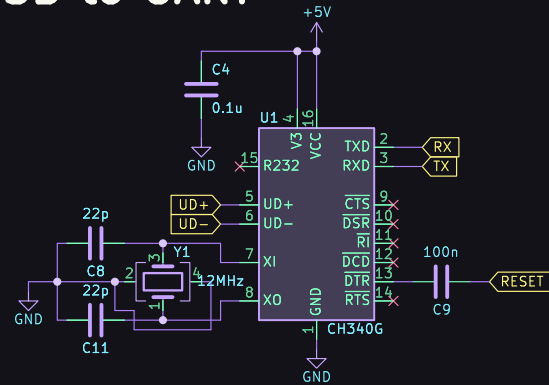 +5V
C4
0.1u
GND
U1
4
16
V3
VCC
TXD
2
RX
RXD
3
TX
15
R232
UD+
5
UD+
UD-
6
UD-
CTS
9
DSR
10
RI
11
DCD
12
DTR
13
RTS
14
22p
C8
Y1
3
2
4
12MHz
1
7
XI
8
XO
22p
C11
GND
100n
C9
RESET
GND
1
CH340G
GND